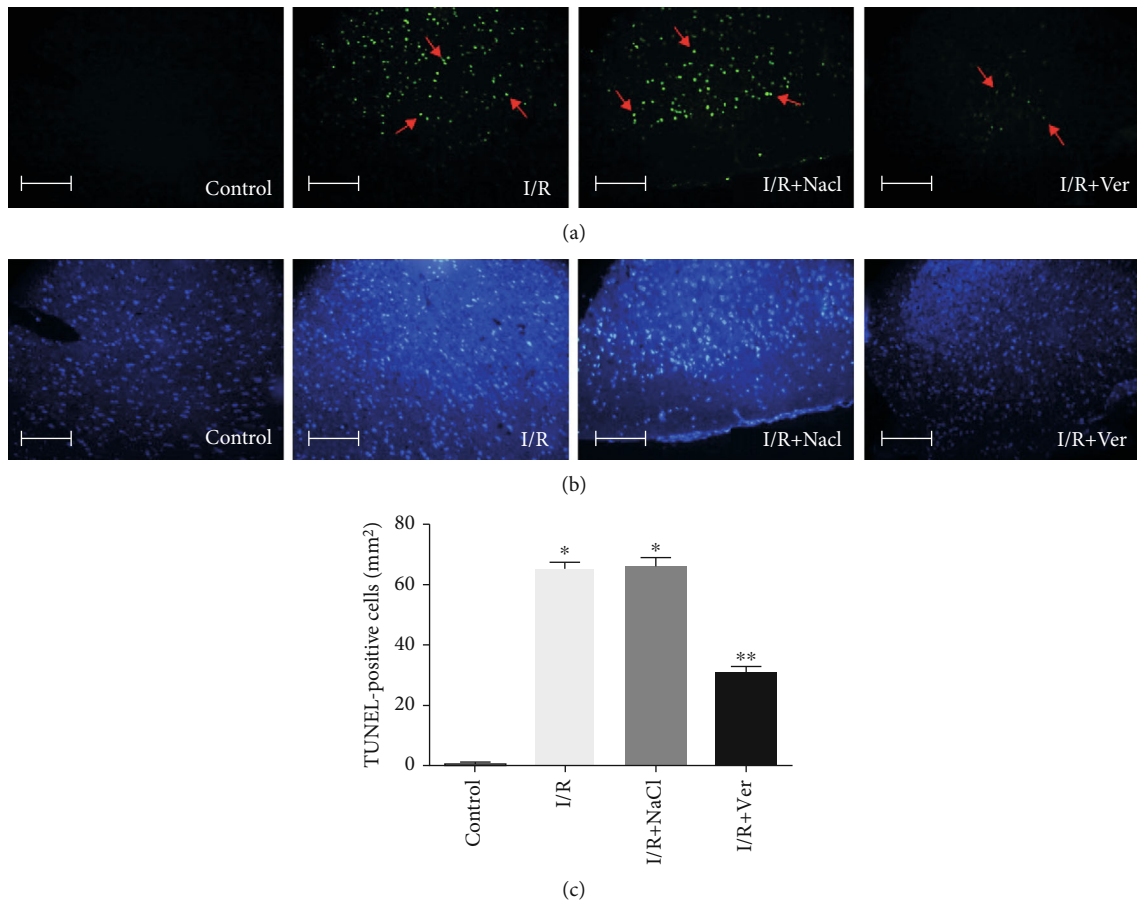 Control
I/R
I/R+Nacl
I/R+Ver
(a)
Control
I/R
I/R+Nacl
I/R+Ver
(b)
TUNEL-positive cells (mm²)
80
60
40
20
0
*
*
**
Control
I/R
I/R+NaCl
I/R+Ver
(c)